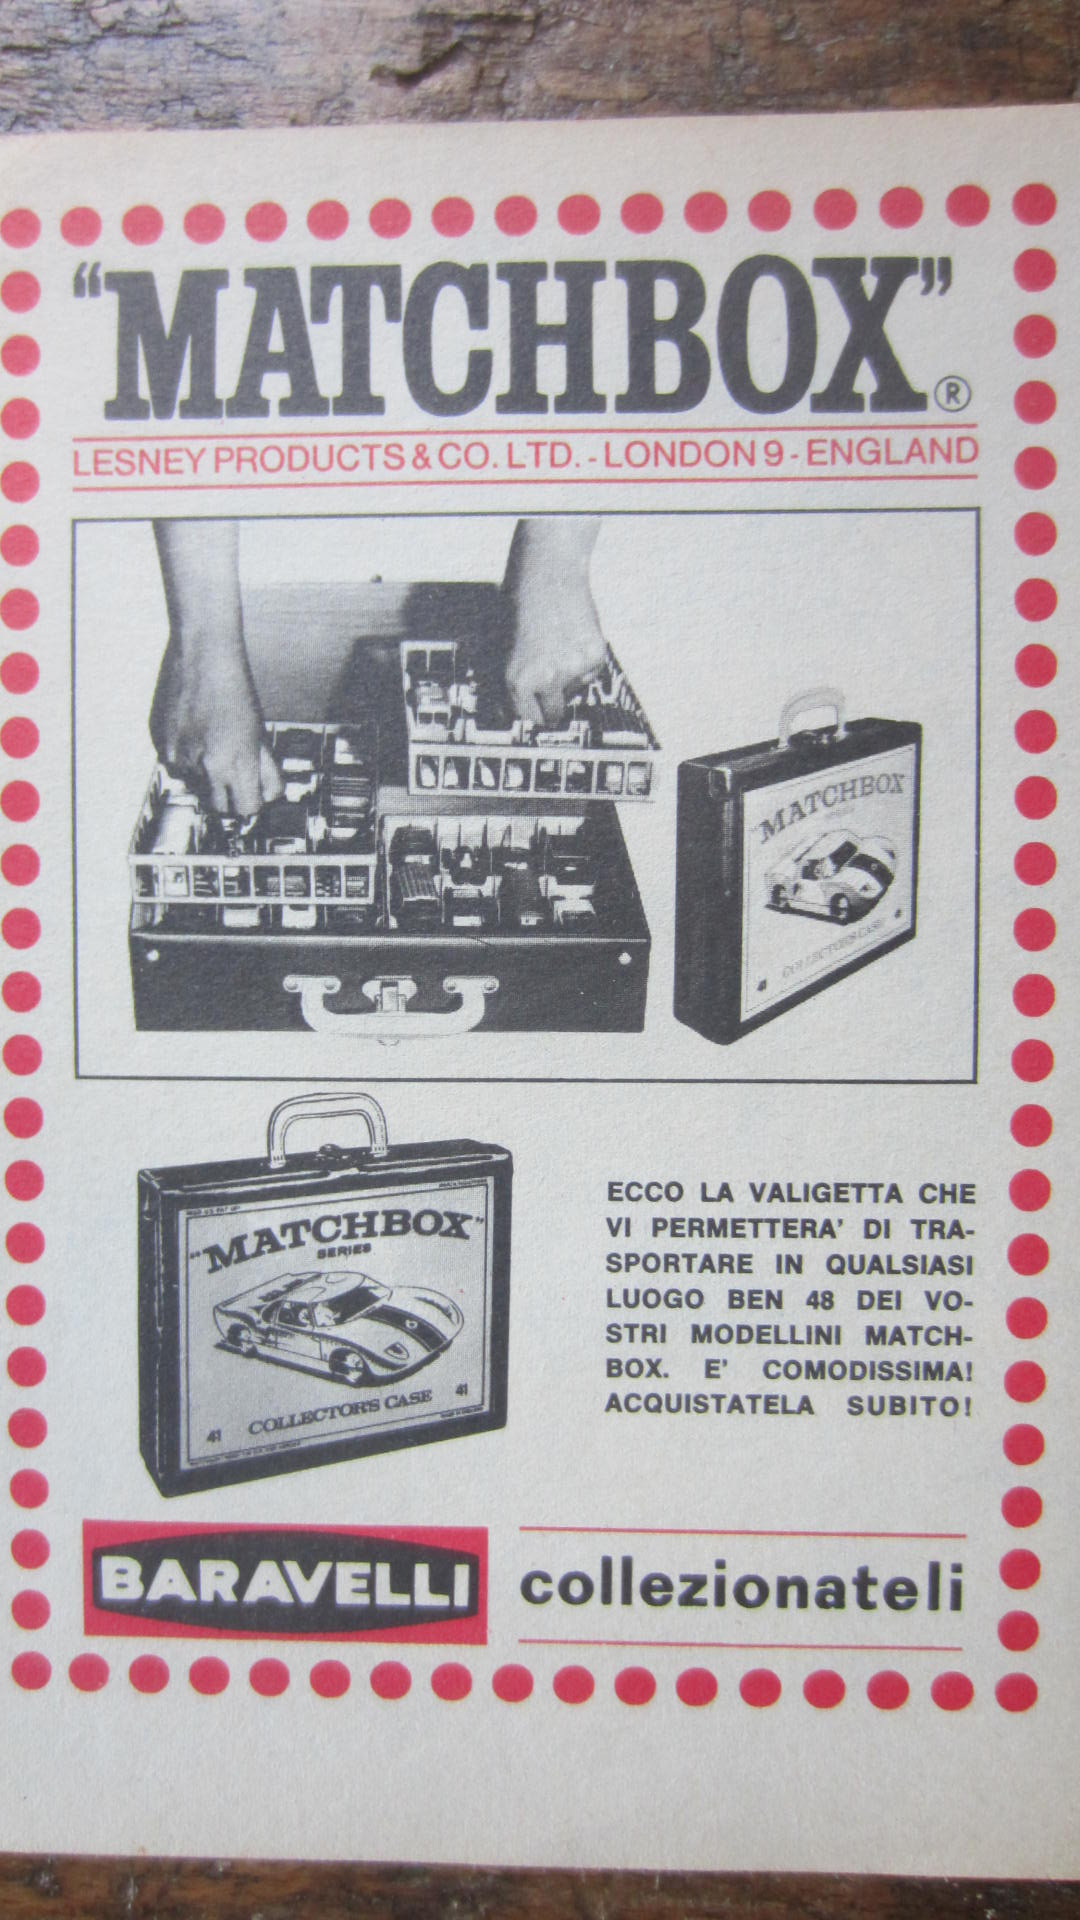 "MATCHBOX"®
LESNEY PRODUCTS & CO. LTD. - LONDON 9 - ENGLAND
"MATCHBOX"
COLLECTOR'S CASE
41
"MATCHBOX"
SERIES
41
COLLECTOR'S CASE
41
ECCO LA VALIGETTA CHE
VI PERMETTERA' DI TRA-
SPORTARE IN QUALSIASI
LUOGO BEN 48 DEI VO-
STRI MODELLINI MATCH-
BOX. E' COMODISSIMA!
ACQUISTATELA SUBITO!
BARAVELLI
collezionateli